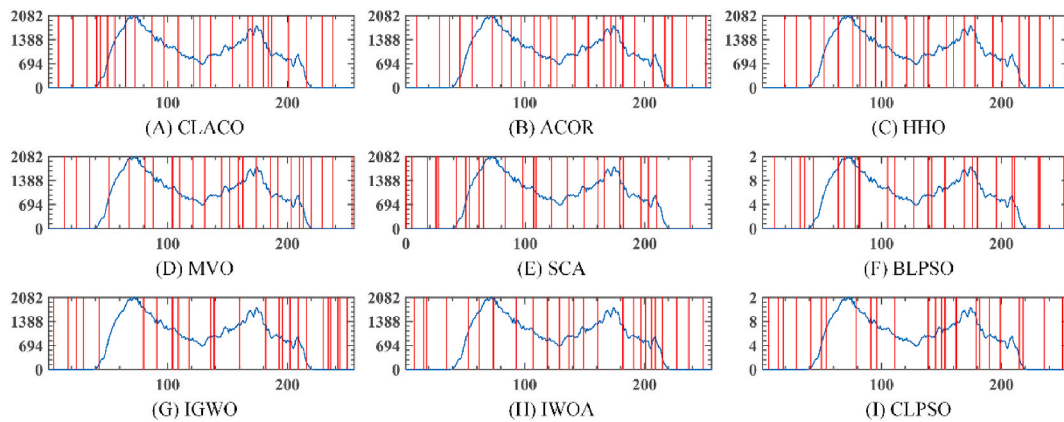 2082 2082 2082
1388 1388 1388
694 694 694
0 0 0
100 200 100 200 100 200
(A) CLACO (B) ACOR (C) HHO
2082 2082 2
1388 1388 8
694 694 4
0 0 0
100 200 0 100 200 100 200
(D) MVO (E) SCA (F) BLPSO
2082 2082 2
1388 1388 8
694 694 4
0 0 0
100 200 100 200 100 200
(G) IGWO (H) IWOA (I) CLPSO